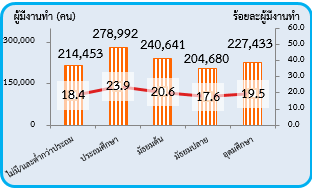 ผู้มีงานทำ (คน) ร้อยละผู้มีงานทำ
300,000
150,000
0
60.0
50.0
40.0
30.0
20.0
10.0
0.0
214,453 278,992 240,641 204,680 227,433
18.4 23.9 20.6 17.6 19.5
ไม่มี/และต่ำกว่าประถม ประถมศึกษา มัธยมต้น มัธยมปลาย อุดมศึกษา